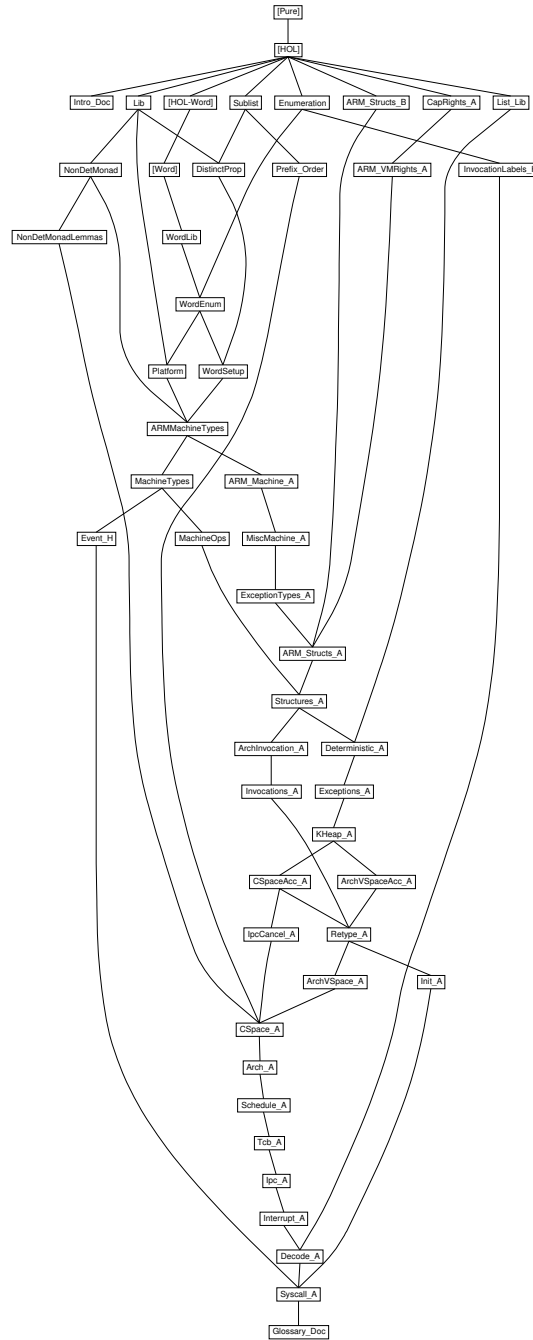 [Pure]
[HOL]
Intro_Doc
Lib
[HOL-Word]
Sublist
Enumeration
ARM_Structs_B
CapRights_A
List_Lib
NonDetMonad
[Word]
DistinctProp
Prefix_Order
ARM_VMRights_A
NonDetMonadLemmas
WordLib
WordEnum
Platform
WordSetup
ARMMachineTypes
MachineTypes
ARM_Machine_A
Event_H
MachineOps
MiscMachine_A
ExceptionTypes_A
ARM_Structs_A
Structures_A
ArchInvocation_A
Deterministic_A
Invocations_A
Exceptions_A
KHeap_A
CSpaceAcc_A
ArchVSpaceAcc_A
IpcCancel_A
Retype_A
ArchVSpace_A
Init_A
CSpace_A
Arch_A
Schedule_A
Tcb_A
Ipc_A
Interrupt_A
Decode_A
Syscall_A
Glossary_Doc